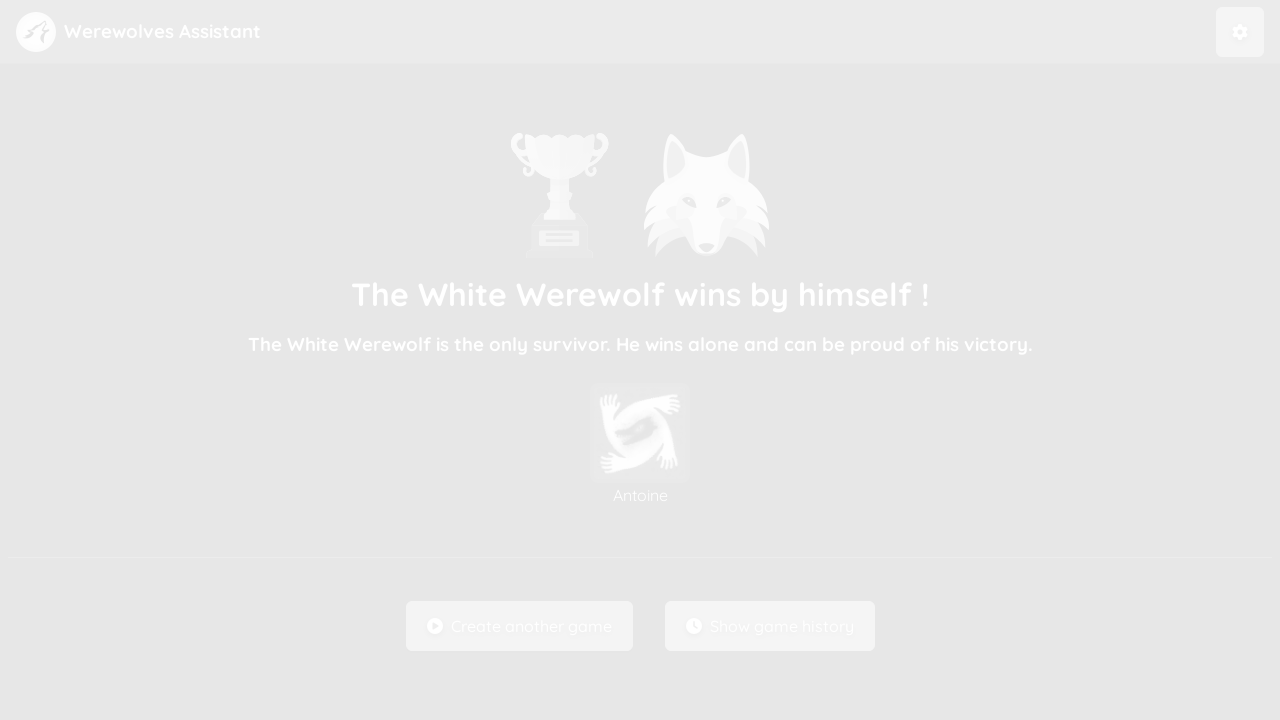 Werewolves Assistant
The White Werewolf wins by himself !
The White Werewolf is the only survivor. He wins alone and can be proud of his victory.
Antoine
Create another game
Show game history